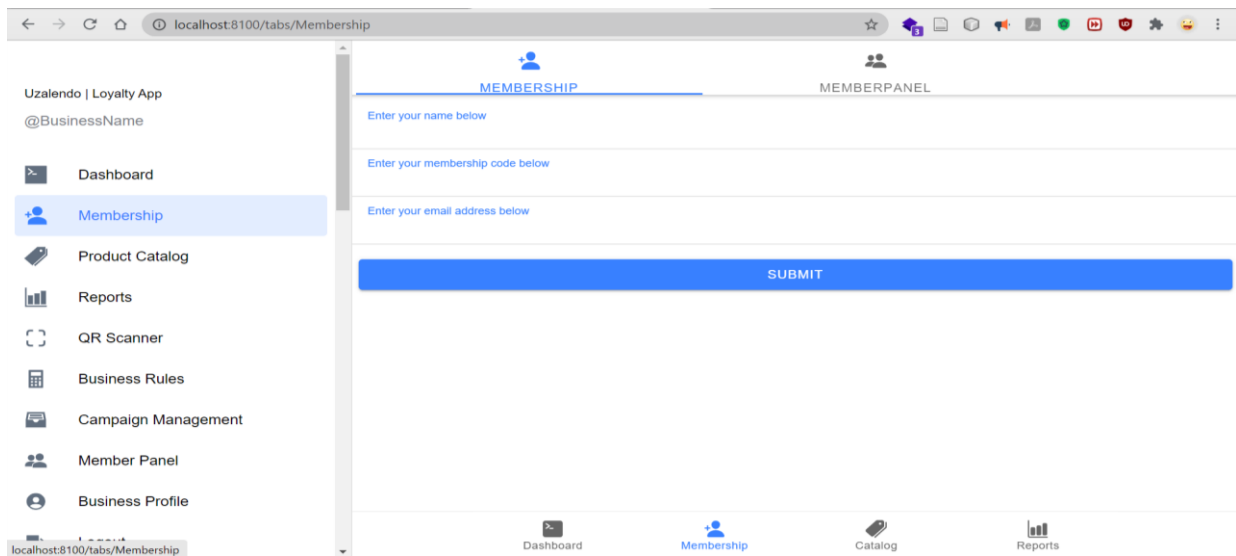 localhost:8100/tabs/Membership
3
Uzalendo | Loyalty App
@BusinessName
Dashboard
Membership
Product Catalog
Reports
QR Scanner
Business Rules
Campaign Management
Member Panel
Business Profile
Logout
localhost:8100/tabs/Membership
MEMBERSHIP
MEMBERPANEL
Enter your name below
Enter your membership code below
Enter your email address below
SUBMIT
Dashboard
Membership
Catalog
Reports